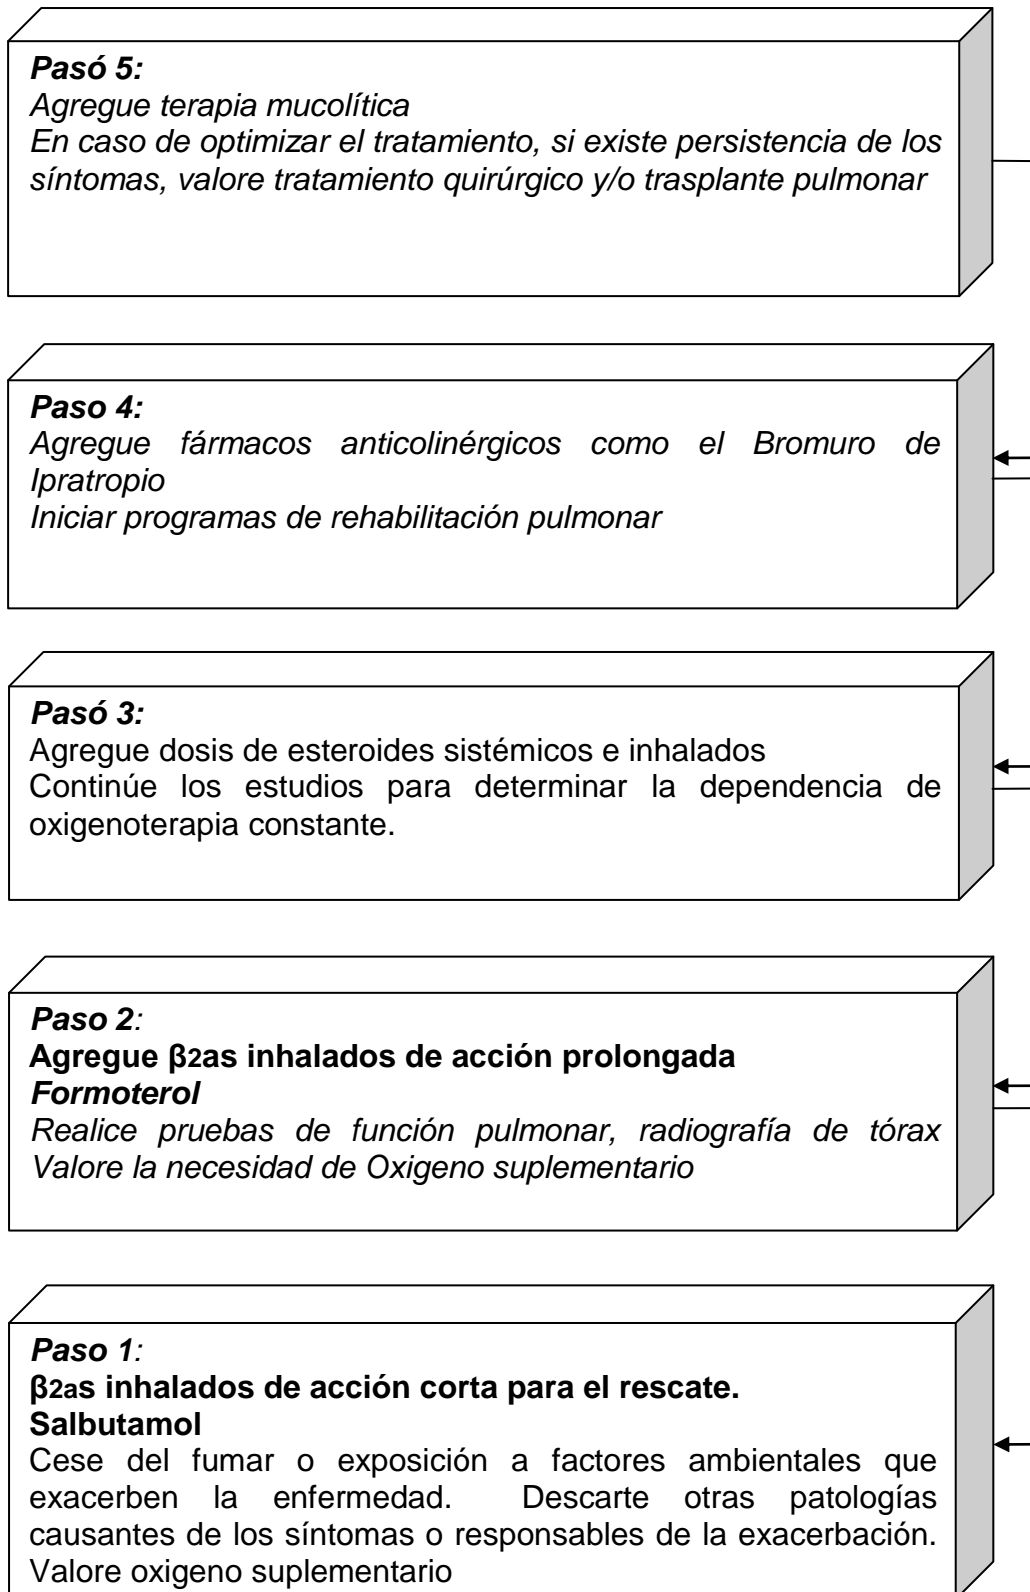 Pasó 5:
Agregue terapia mucolítica
En caso de optimizar el tratamiento, si existe persistencia de los
síntomas, valore tratamiento quirúrgico y/o trasplante pulmonar
Paso 4:
Agregue fármacos anticolinérgicos como el Bromuro de
Ipratropio
Iniciar programas de rehabilitación pulmonar
Pasó 3:
Agregue dosis de esteroides sistémicos e inhalados
Continúe los estudios para determinar la dependencia de
oxigenoterapia constante.
Paso 2:
Agregue β2as inhalados de acción prolongada
Formoterol
Realice pruebas de función pulmonar, radiografía de tórax
Valore la necesidad de Oxigeno suplementario
Paso 1:
β2as inhalados de acción corta para el rescate.
Salbutamol
Cese del fumar o exposición a factores ambientales que
exacerben la enfermedad. Descarte otras patologías
causantes de los síntomas o responsables de la exacerbación.
Valore oxigeno suplementario